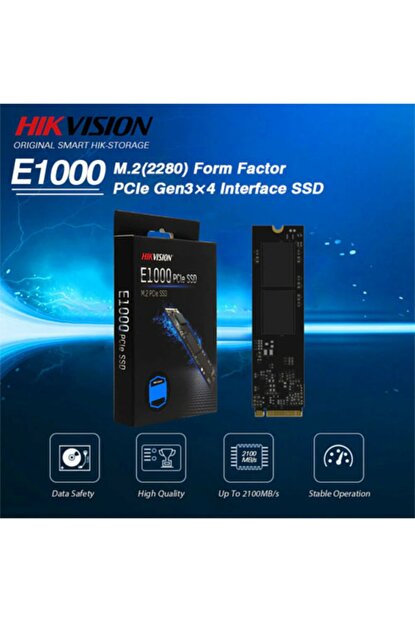 HIKVISION
ORIGINAL SMART HIK-STORAGE
E1000
M.2(2280) Form Factor
PCIe Gen3×4 Interface SSD
HIKVISION
E1000 PCIe SSD
M.2 PCIe SSD
E1000 PCIe SSD
2100
MB/s
Data Safety
High Quality
Up To 2100MB/s
Stable Operation